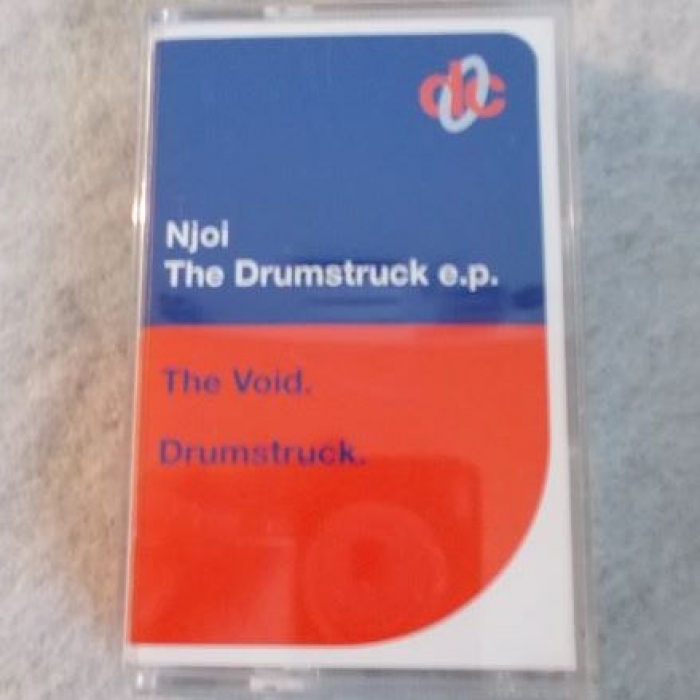 dc
Njoi
The Drumstruck e.p.
The Void.
Drumstruck.